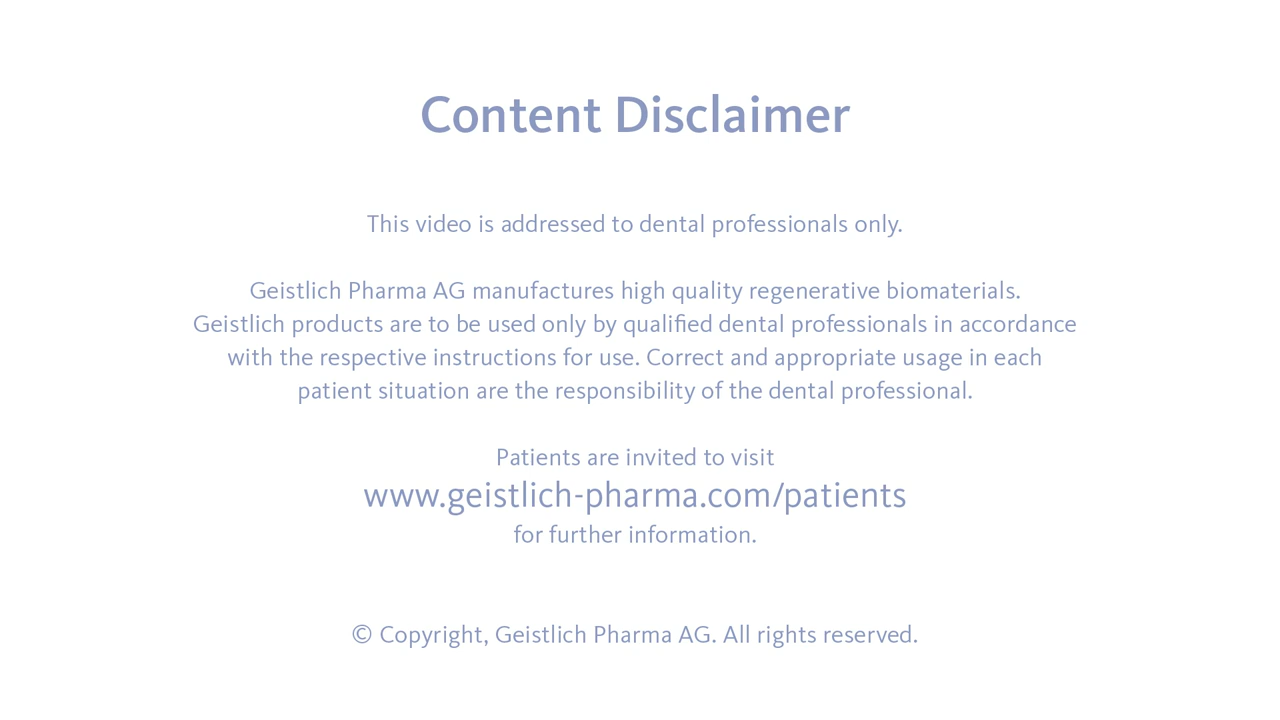 Content Disclaimer
This video is addressed to dental professionals only.
Geistlich Pharma AG manufactures high quality regenerative biomaterials.
Geistlich products are to be used only by qualified dental professionals in accordance
with the respective instructions for use. Correct and appropriate usage in each
patient situation are the responsibility of the dental professional.
Patients are invited to visit
www.geistlich-pharma.com/patients
for further information.
© Copyright, Geistlich Pharma AG. All rights reserved.